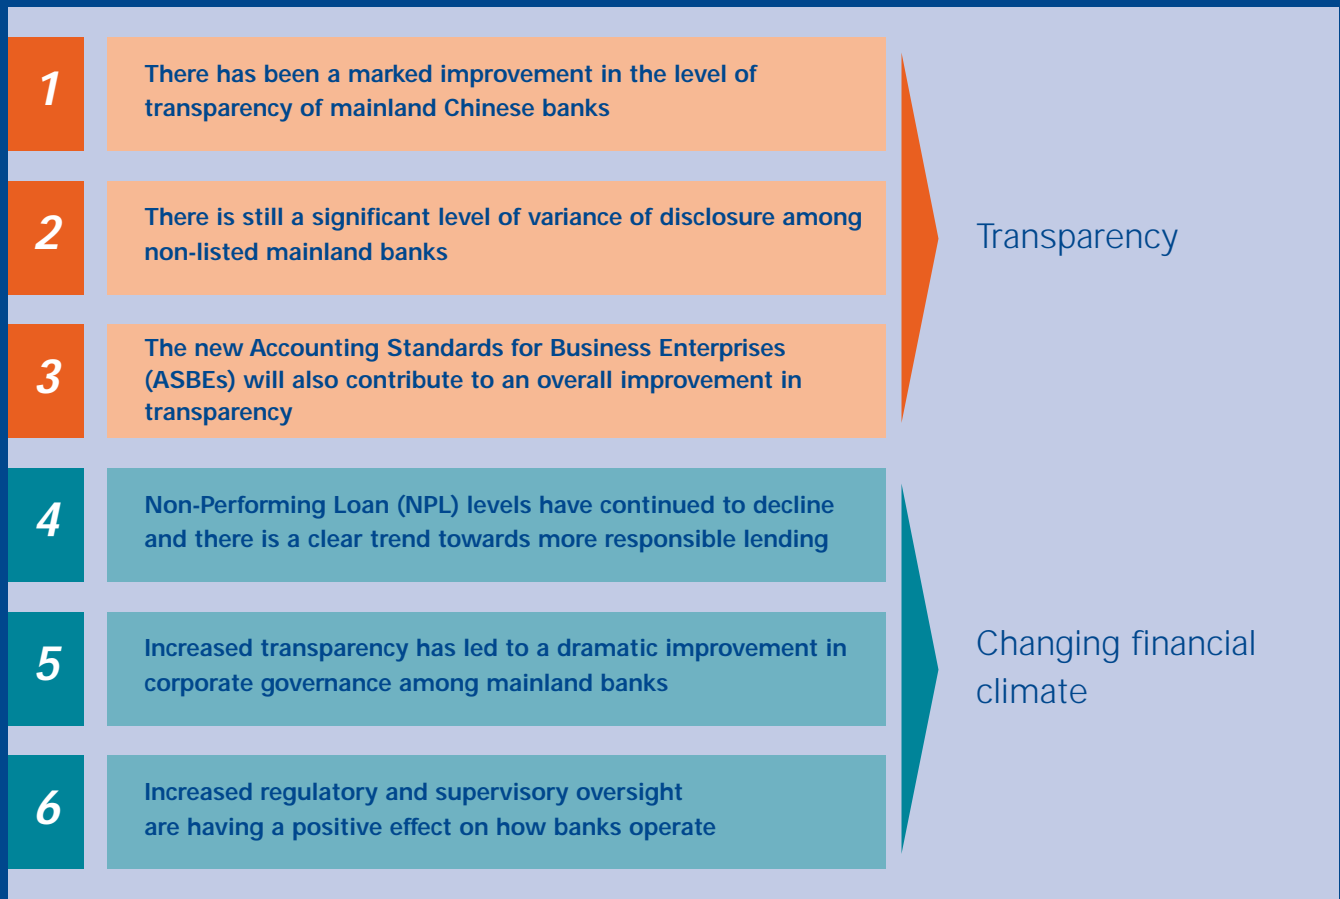 1
There has been a marked improvement in the level of
transparency of mainland Chinese banks
2
There is still a significant level of variance of disclosure among
non-listed mainland banks
3
The new Accounting Standards for Business Enterprises
(ASBEs) will also contribute to an overall improvement in
transparency
Transparency
4
Non-Performing Loan (NPL) levels have continued to decline
and there is a clear trend towards more responsible lending
5
Increased transparency has led to a dramatic improvement in
corporate governance among mainland banks
6
Increased regulatory and supervisory oversight
are having a positive effect on how banks operate
Changing financial
climate